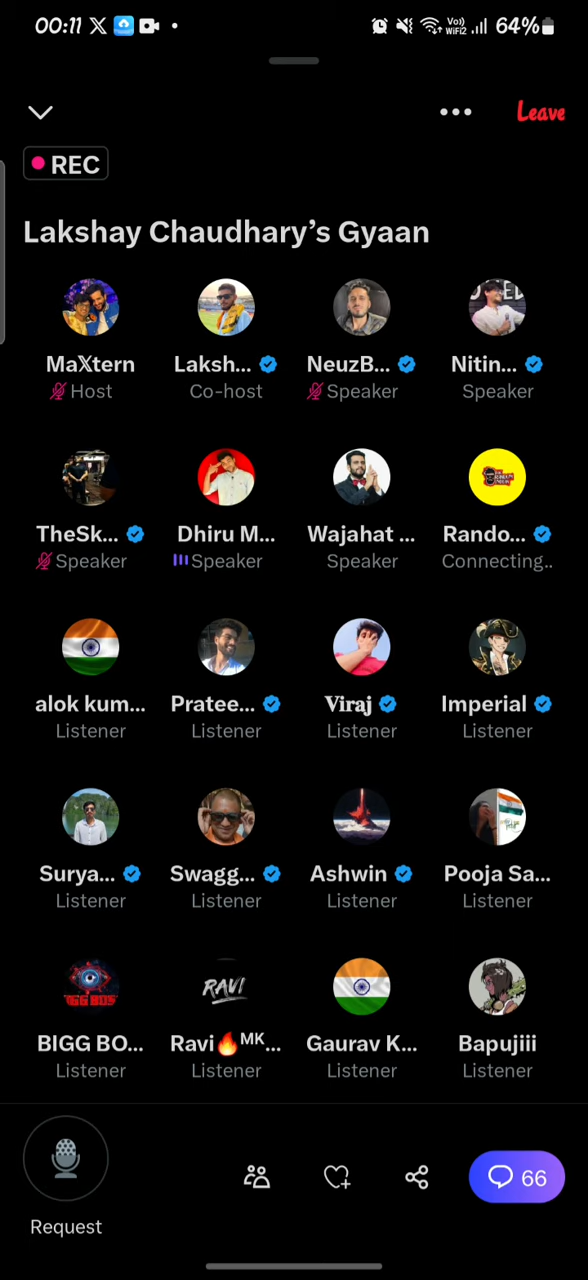 00:11
Vo))
WiFi2
64%
Leave
REC
Lakshay Chaudhary’s Gyaan
Ma𝕏tern
Laksh...
NeuzB...
Nitin...
Host
Co-host
Speaker
Speaker
TheSk...
Dhiru M...
Wajahat ...
Rando...
Speaker
Speaker
Speaker
Connecting..
alok kum...
Pratee...
Viraj
Imperial
Listener
Listener
Listener
Listener
Surya...
Swagg...
Ashwin
Pooja Sa...
Listener
Listener
Listener
Listener
RAVI
BIGG BO...
Ravi🔥ᴹᴷ...
Gaurav K...
Bapujiii
Listener
Listener
Listener
Listener
66
Request